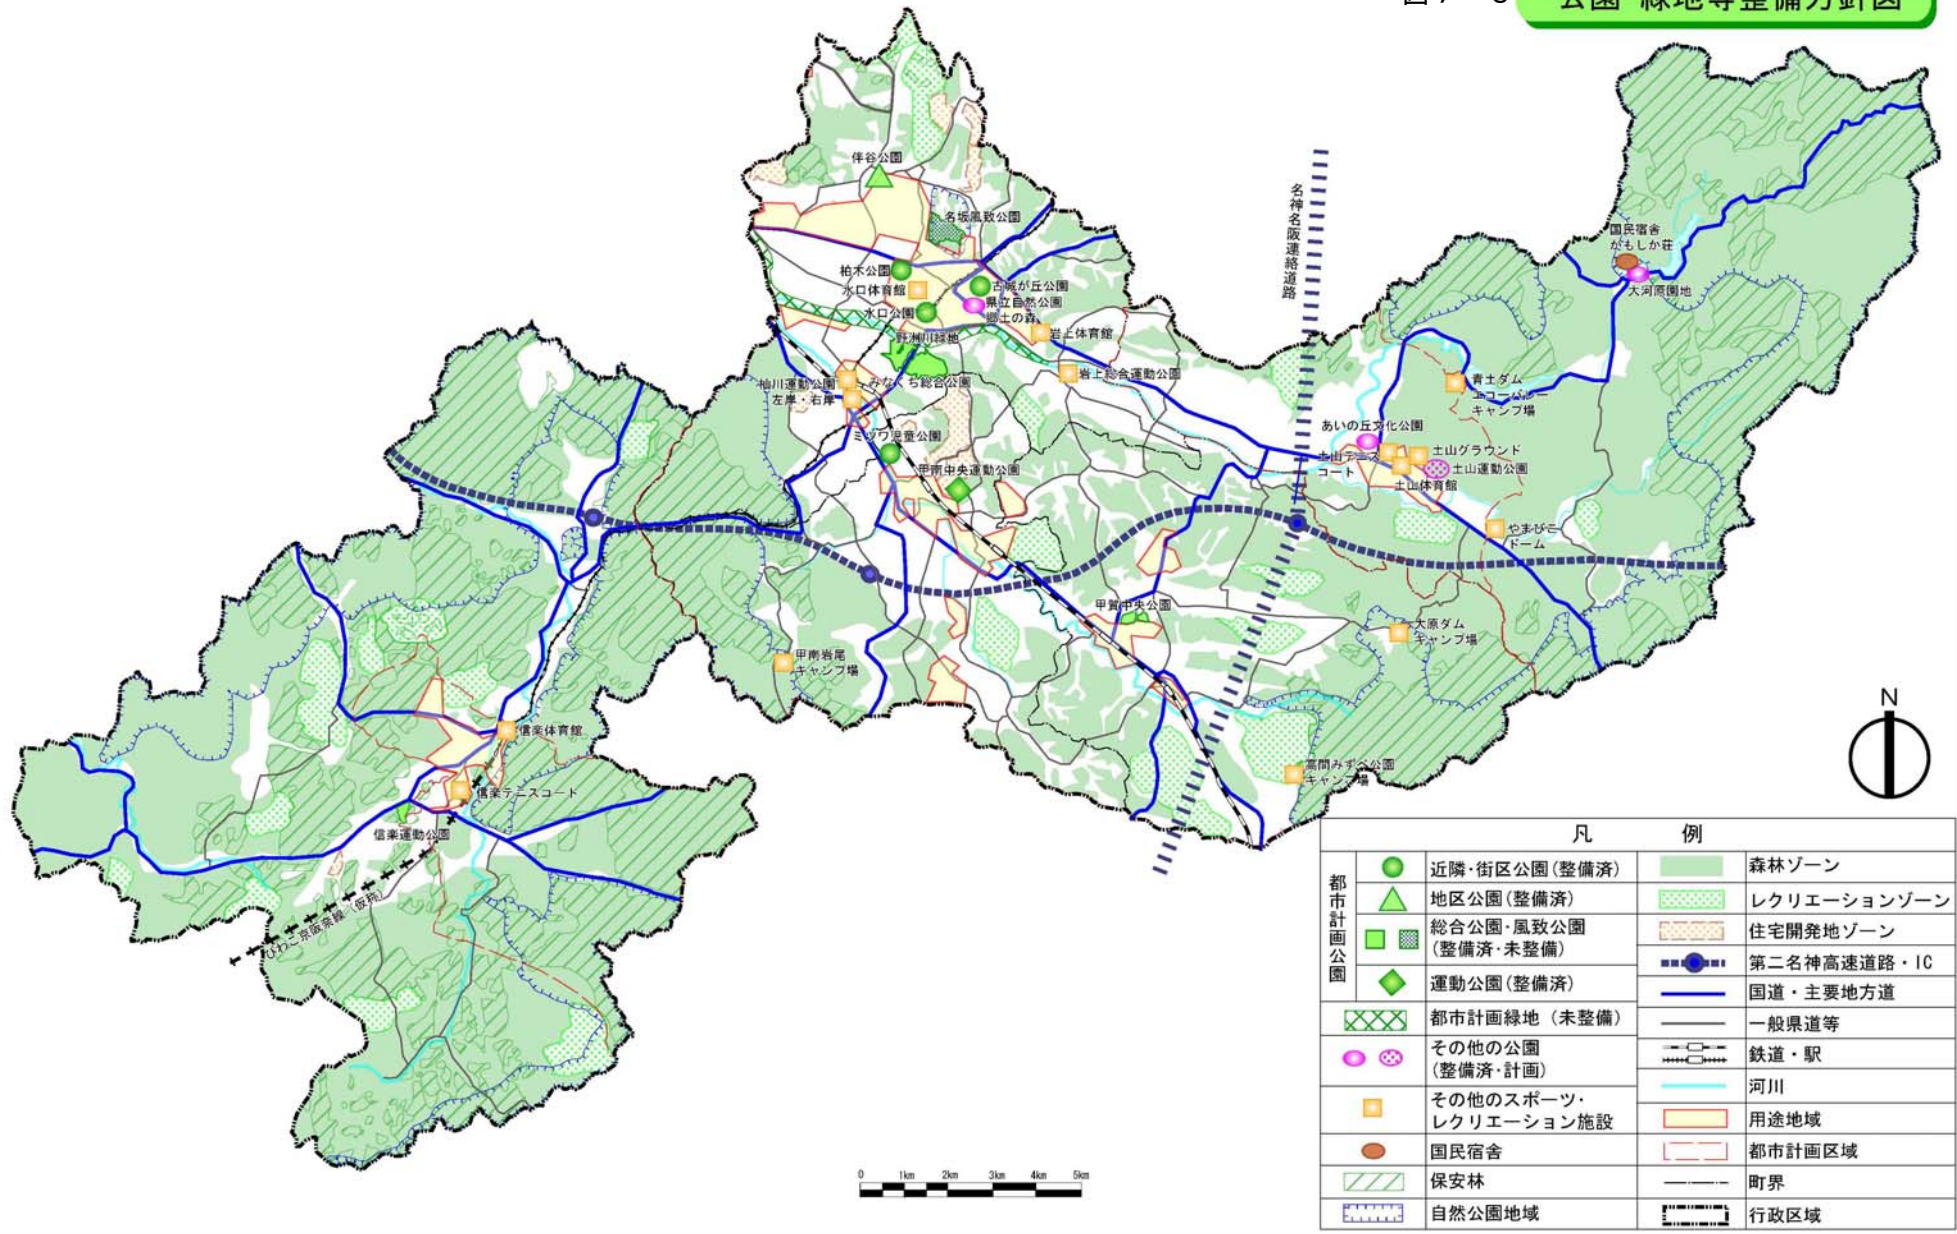 公園・緑地等整備方針図
伴谷公園
名坂風致公園
柏木公園
水口体育館
水口公園
古城が丘公園
県立自然公園
郷土の森
岩上体育館
野洲川緑地
岩上総合運動公園
杣川運動公園
左岸・右岸
みなくち総合公園
ミツワ児童公園
甲南中央運動公園
名神名阪連絡道路
国民宿舎
かもしか荘
大河原園地
青土ダム
エコーバレー
キャンプ場
あいの丘文化公園
土山テニス
コート
土山グラウンド
土山運動公園
土山体育館
やまびこ
ドーム
甲賀中央公園
大原ダム
キャンプ場
甲南岩尾
キャンプ場
高間みずべ公園
キャンプ場
信楽体育館
信楽テニスコート
信楽運動公園
びわこ京阪奈線(仮称)
N
0 1km 2km 3km 4km 5km
凡 例
都市計画公園
近隣・街区公園(整備済)
地区公園(整備済)
総合公園・風致公園
(整備済・未整備)
運動公園(整備済)
都市計画緑地(未整備)
その他の公園
(整備済・計画)
その他のスポーツ・
レクリエーション施設
国民宿舎
保安林
自然公園地域
森林ゾーン
レクリエーションゾーン
住宅開発地ゾーン
第二名神高速道路・IC
国道・主要地方道
一般県道等
鉄道・駅
河川
用途地域
都市計画区域
町界
行政区域